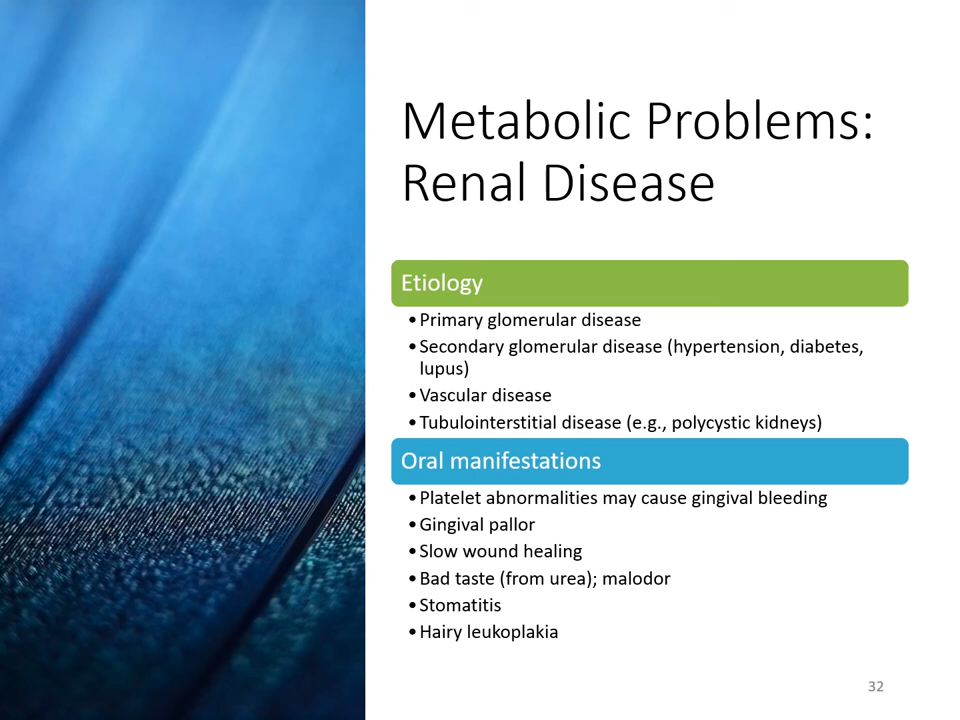 Metabolic Problems:
Renal Disease
Etiology
•Primary glomerular disease
•Secondary glomerular disease (hypertension, diabetes,
lupus)
•Vascular disease
•Tubulointerstitial disease (e.g., polycystic kidneys)
Oral manifestations
•Platelet abnormalities may cause gingival bleeding
•Gingival pallor
•Slow wound healing
•Bad taste (from urea); malodor
•Stomatitis
•Hairy leukoplakia
32